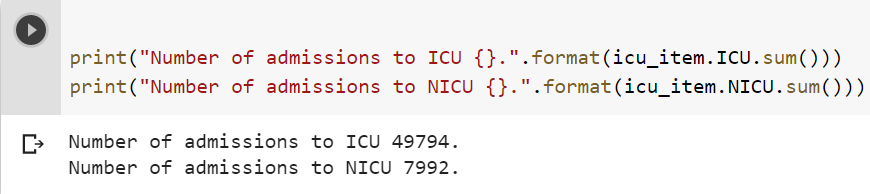 print("Number of admissions to ICU {}.".format(icu_item.ICU.sum()))
print("Number of admissions to NICU {}.".format(icu_item.NICU.sum()))
Number of admissions to ICU 49794.
Number of admissions to NICU 7992.